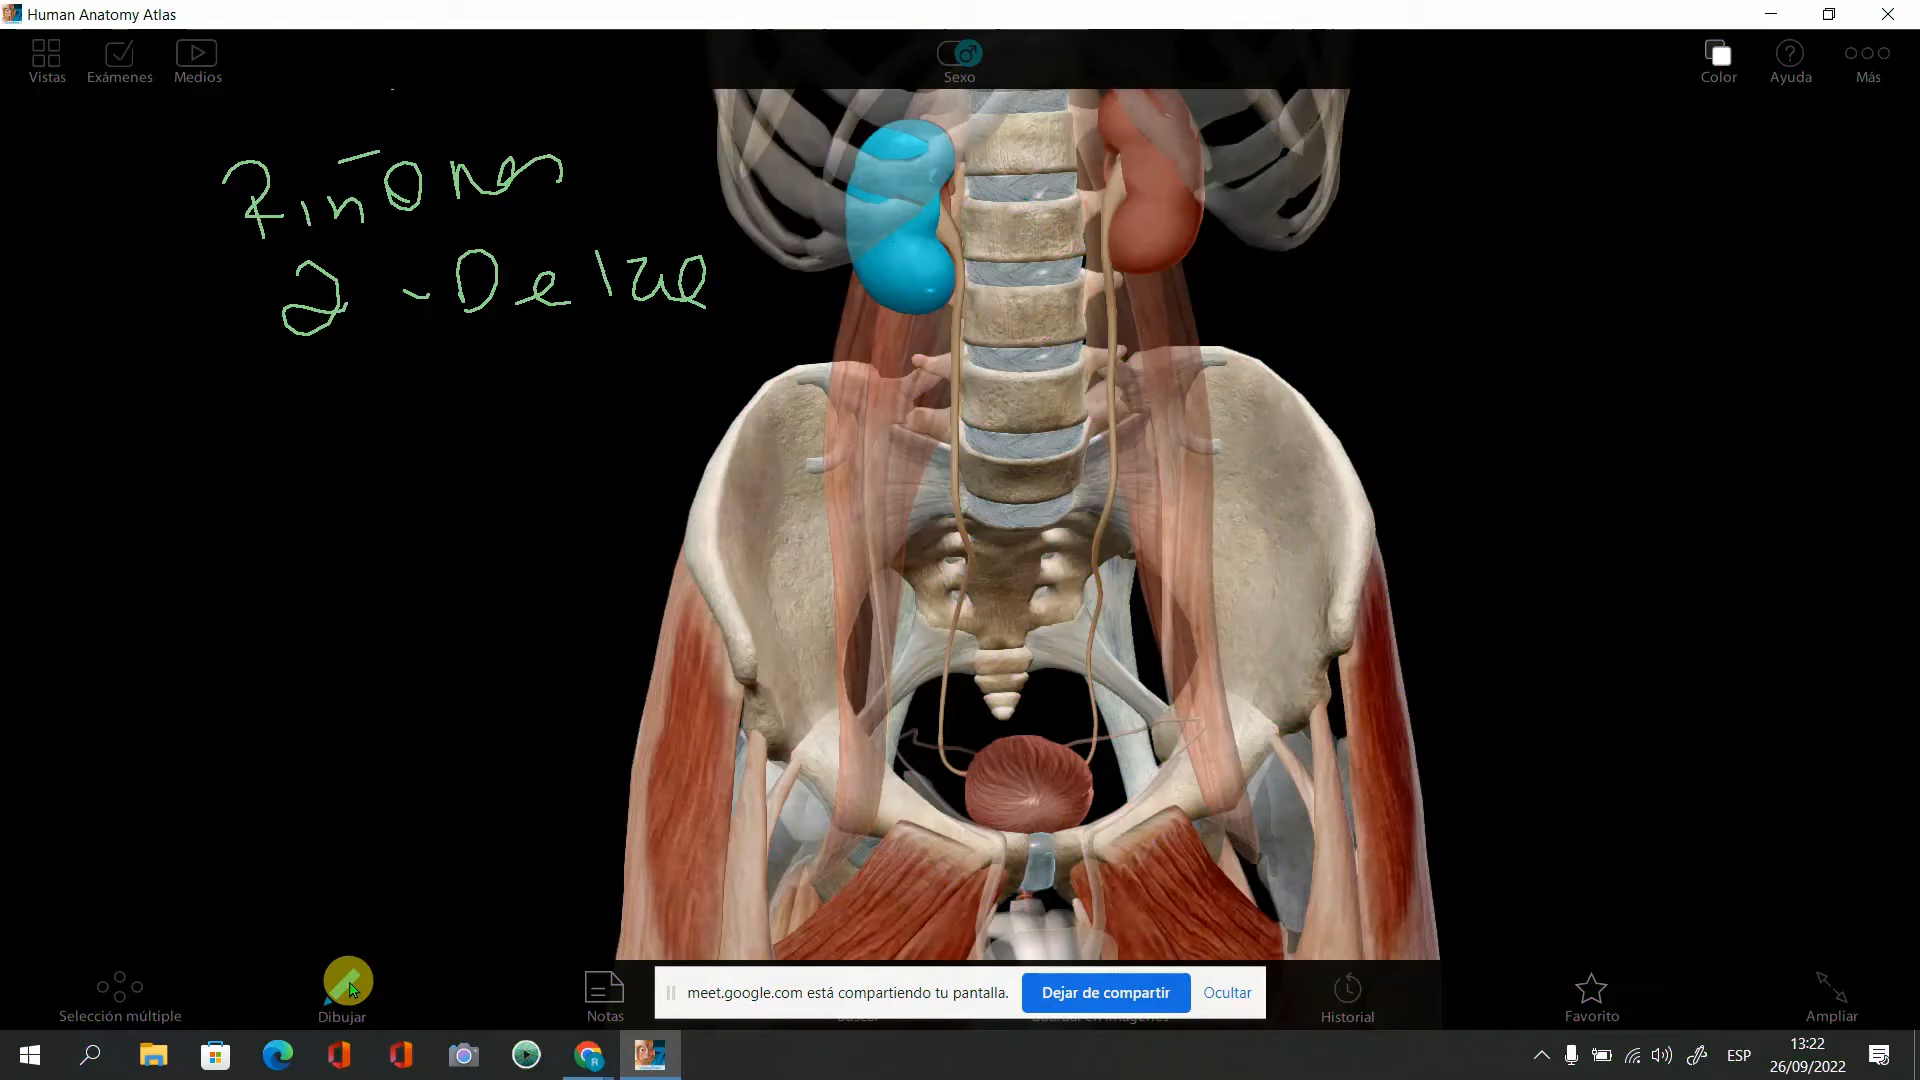 Human Anatomy Atlas
Vistas
Exámenes
Medios
Sexo
Color
Ayuda
Más
Riñones
2 -
Selección múltiple
Dibujar
Notas
meet.google.com está compartiendo tu pantalla.
Dejar de compartir
Ocultar
Historial
Favorito
Ampliar
ESP
13:22
26/09/2022